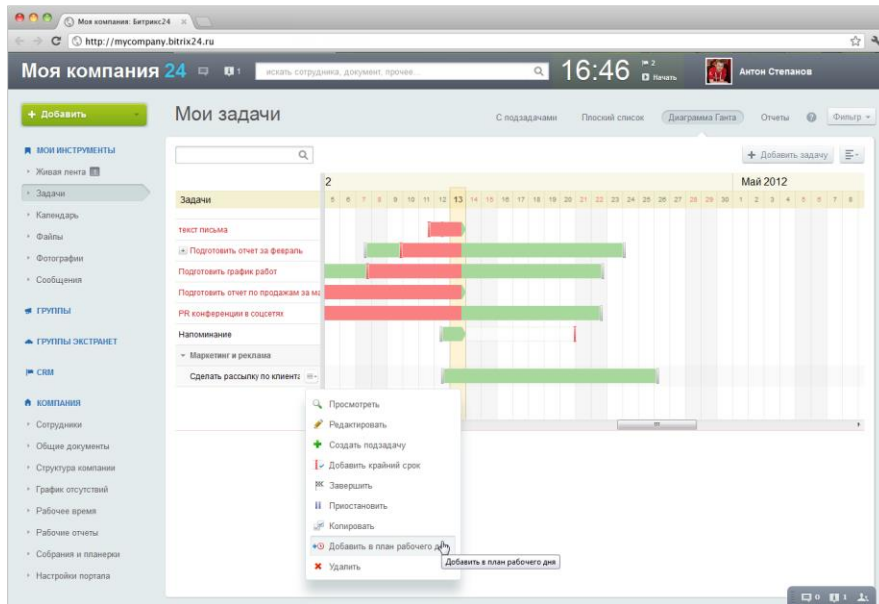 Моя компания: Битрикс24
http://mycompany.bitrix24.ru
Моя компания 24
1
искать сотрудника, документ, прочее...
16:46
2
Начать
Антон Степанов
+ Добавить
Мои задачи
С подзадачами
Плоский список
Диаграмма Ганта
Отчеты
?
Фильтр
МОИ ИНСТРУМЕНТЫ
Живая лента
Задачи
Календарь
Файлы
Фотографии
Сообщения
ГРУППЫ
ГРУППЫ ЭКСТРАНЕТ
CRM
КОМПАНИЯ
Сотрудники
Общие документы
Структура компании
График отсутствий
Рабочее время
Рабочие отчеты
Собрания и планерки
Настройки портала
+ Добавить задачу
2
Май 2012
Задачи
5 6 7 8 9 10 11 12 13 14 15 16 17 18 19 20 21 22 23 24 25 26 27 28 29 30 1 2 3 4 5 6 7 8
текст письма
Подготовить отчет за февраль
Подготовить график работ
Подготовить отчет по продажам за ма
PR конференции в соцсетях
Напоминание
Маркетинг и реклама
Сделать рассылку по клиента
Просмотреть
Редактировать
Создать подзадачу
Добавить крайний срок
Завершить
Приостановить
Копировать
Добавить в план рабочего д
Добавить в план рабочего дня
Удалить
0
1